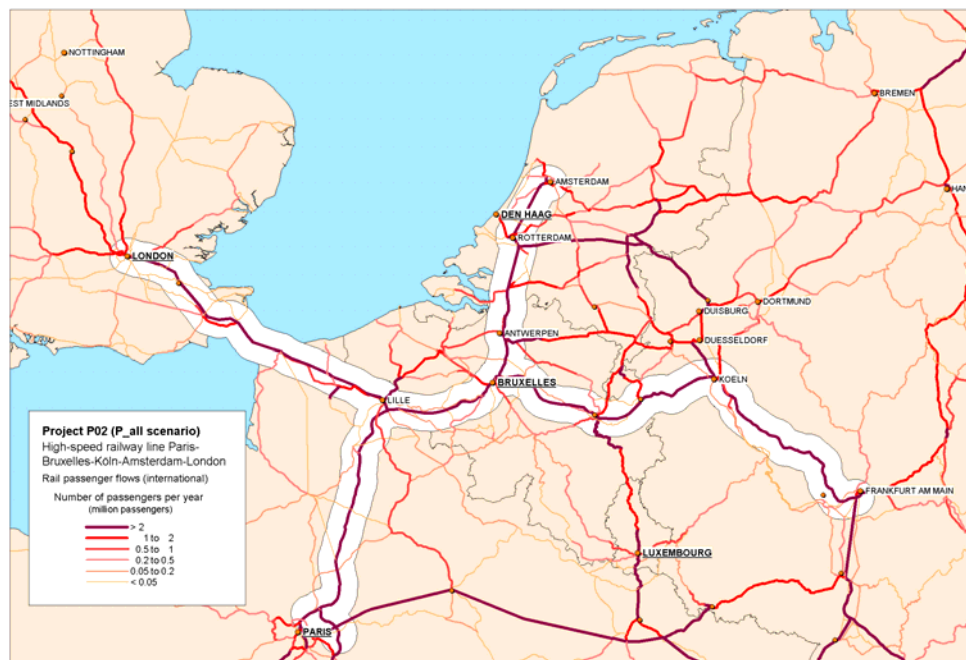 NOTTINGHAM
EST MIDLANDS
BREMEN
AMSTERDAM
HAN
DEN HAAG
ROTTERDAM
LONDON
DORTMUND
DUISBURG
ANTWERPEN
DUESSELDORF
BRUXELLES
KOELN
LILLE
FRANKFURT AM MAIN
LUXEMBOURG
PARIS
Project P02 (P_all scenario)
High-speed railway line Paris-
Bruxelles-Köln-Amsterdam-London
Rail passenger flows (international)
Number of passengers per year
(million passengers)
> 2
1 to 2
0.5 to 1
0.2 to 0.5
0.05 to 0.2
< 0.05